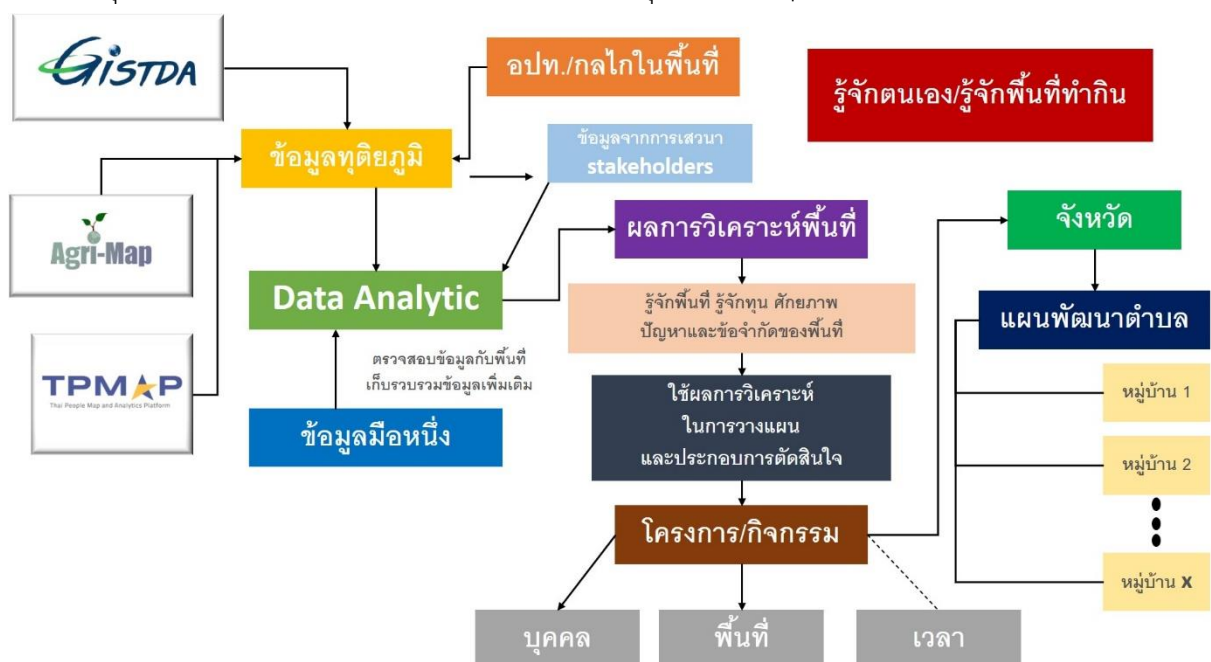 GISTDA
อปท./กลไกในพื้นที่
รู้จักตนเอง/รู้จักพื้นที่ทำกิน
ข้อมูลทุติยภูมิ
ข้อมูลจากการเสวนา
stakeholders
Agri-Map
ผลการวิเคราะห์พื้นที่
จังหวัด
Data Analytic
รู้จักพื้นที่ รู้จักทุน ศักยภาพ
ปัญหาและข้อจำกัดของพื้นที่
แผนพัฒนาตำบล
ตรวจสอบข้อมูลกับพื้นที่
เก็บรวบรวมข้อมูลเพิ่มเติม
TPMAP
Thai People Map and Analytics Platform
ใช้ผลการวิเคราะห์
ในการวางแผน
และประกอบการตัดสินใจ
หมู่บ้าน 1
ข้อมูลมือหนึ่ง
หมู่บ้าน 2
โครงการ/กิจกรรม
หมู่บ้าน X
บุคคล
พื้นที่
เวลา